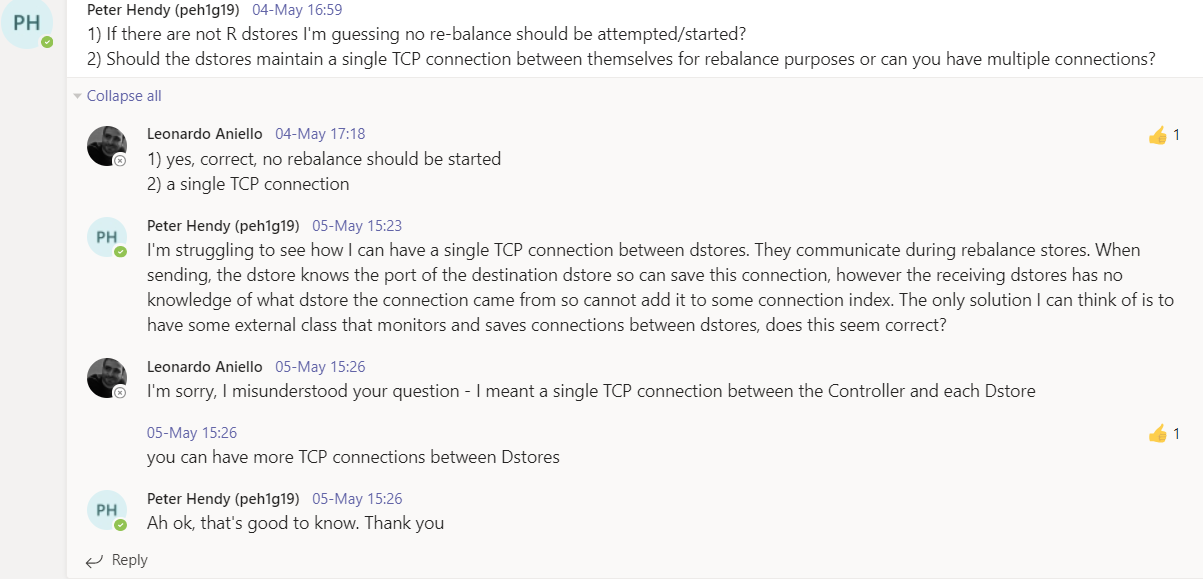 PH
Peter Hendy (peh1g19) 04-May 16:59
1) If there are not R dstores I'm guessing no re-balance should be attempted/started?
2) Should the dstores maintain a single TCP connection between themselves for rebalance purposes or can you have multiple connections?
Collapse all
Leonardo Aniello 04-May 17:18
👍 1
1) yes, correct, no rebalance should be started
2) a single TCP connection
PH
Peter Hendy (peh1g19) 05-May 15:23
I'm struggling to see how I can have a single TCP connection between dstores. They communicate during rebalance stores. When
sending, the dstore knows the port of the destination dstore so can save this connection, however the receiving dstores has no
knowledge of what dstore the connection came from so cannot add it to some connection index. The only solution I can think of is to
have some external class that monitors and saves connections between dstores, does this seem correct?
Leonardo Aniello 05-May 15:26
I'm sorry, I misunderstood your question - I meant a single TCP connection between the Controller and each Dstore
05-May 15:26
👍 1
you can have more TCP connections between Dstores
PH
Peter Hendy (peh1g19) 05-May 15:26
Ah ok, that's good to know. Thank you
Reply